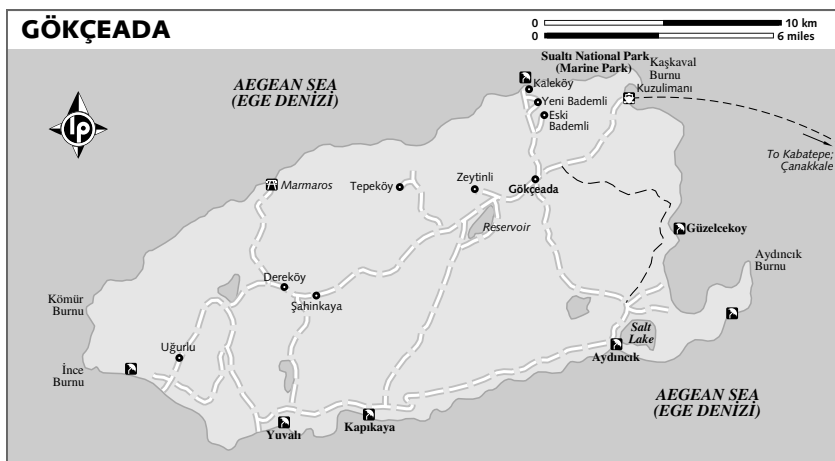 GÖKÇEADA
0 10 km
0 6 miles
Sualtı National Park
(Marine Park)
Kaşkaval
Burnu
Kuzulimanı
AEGEAN SEA
(EGE DENİZİ)
Kaleköy
Yeni Bademli
Eski
Bademli
lp
To Kabatepe;
Çanakkale
Marmaros
Tepeköy
Zeytinli
Gökçeada
Reservoir
Güzelcekoy
Aydıncık
Burnu
Dereköy
Şahinkaya
Kömür
Burnu
Uğurlu
Salt
Lake
Aydıncık
İnce
Burnu
AEGEAN SEA
(EGE DENİZİ)
Yuvalı
Kapıkaya